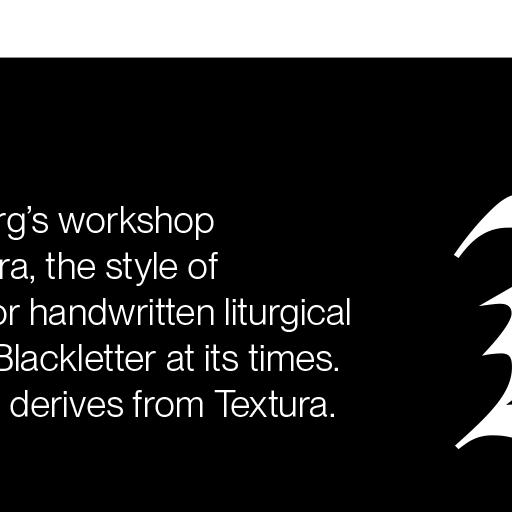 rg’s workshop
ra, the style of
or handwritten liturgical
Blackletter at its times.
derives from Textura.